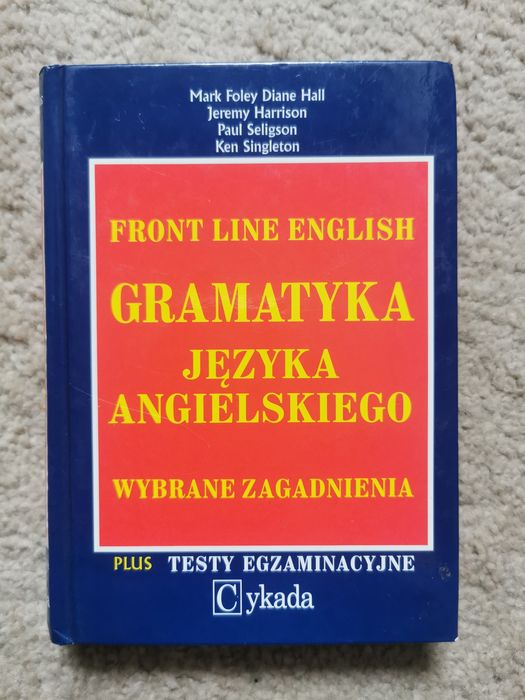 Mark Foley Diane Hall
Jeremy Harrison
Paul Seligson
Ken Singleton
FRONT LINE ENGLISH
GRAMATYKA
JĘZYKA
ANGIELSKIEGO
WYBRANE ZAGADNIENIA
PLUS TESTY EGZAMINACYJNE
Cykada